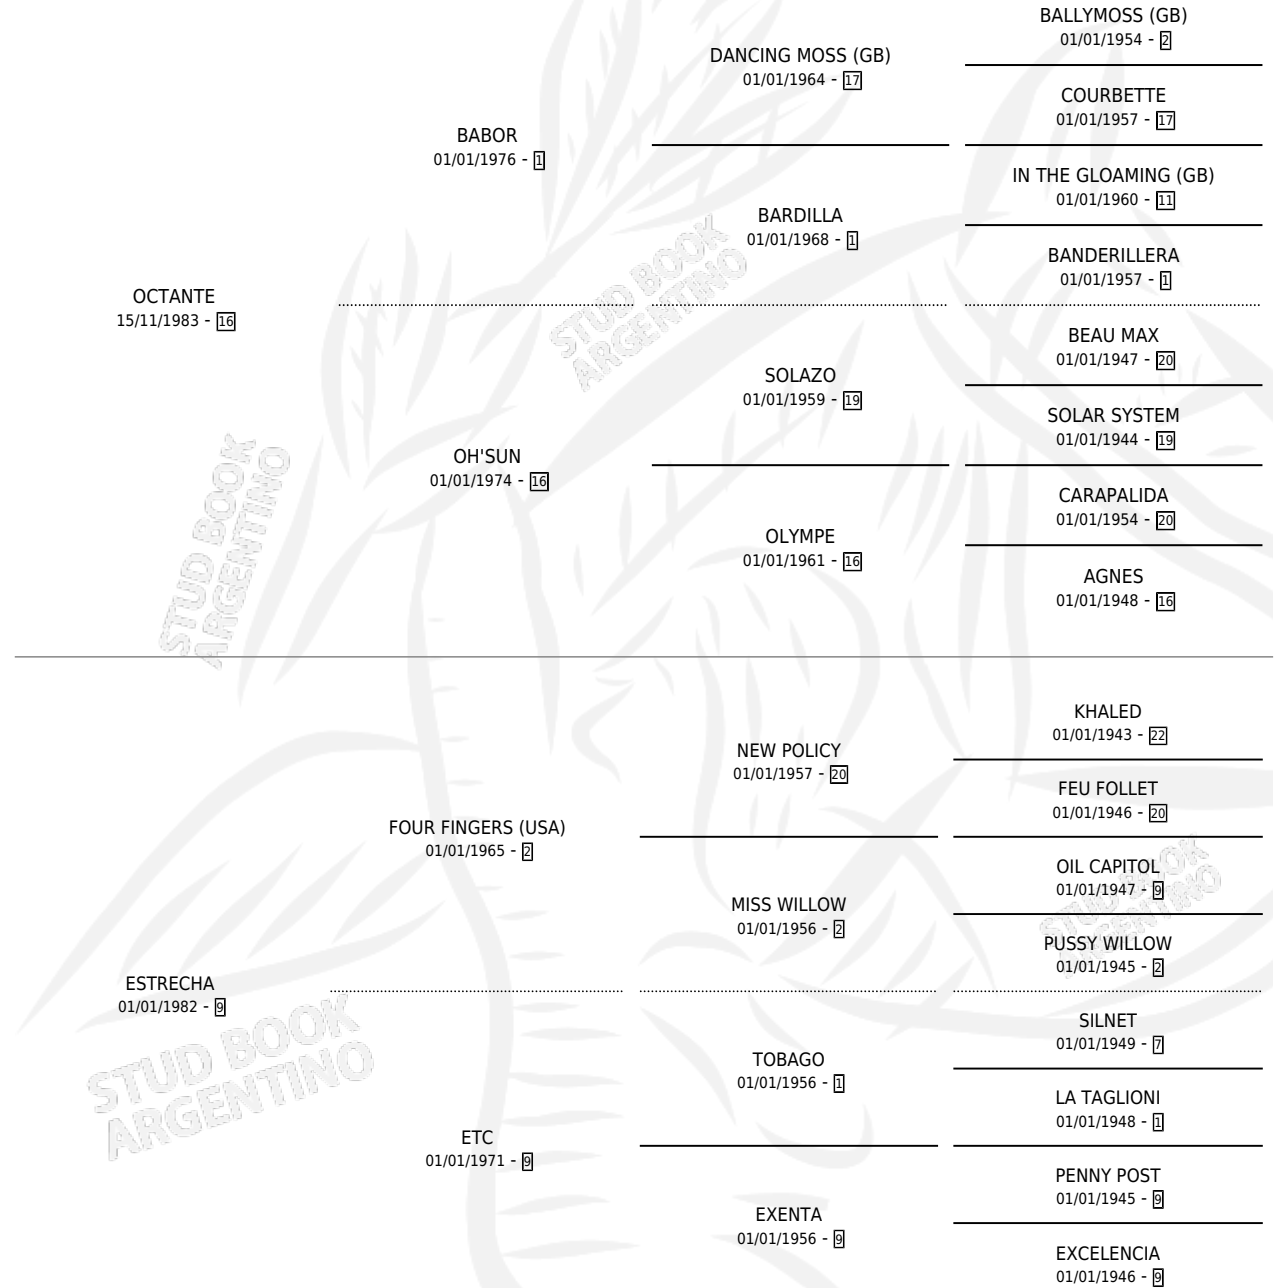 BALLYMOSS (GB)
01/01/1954 - 2
DANCING MOSS (GB)
01/01/1964 - 17
COURBETTE
01/01/1957 - 17
BABOR
01/01/1976 - 1
IN THE GLOAMING (GB)
01/01/1960 - 11
BARDILLA
01/01/1968 - 1
BANDERILLERA
01/01/1957 - 1
OCTANTE
15/11/1983 - 16
STUD BOOK
ARGENTINO
BEAU MAX
01/01/1947 - 20
SOLAZO
01/01/1959 - 19
SOLAR SYSTEM
01/01/1944 - 19
OH'SUN
01/01/1974 - 16
CARAPALIDA
01/01/1954 - 20
OLYMPE
01/01/1961 - 16
AGNES
01/01/1948 - 16
STUD BOOK
ARGENTINO
KHALED
01/01/1943 - 22
NEW POLICY
01/01/1957 - 20
FEU FOLLET
01/01/1946 - 20
FOUR FINGERS (USA)
01/01/1965 - 2
OIL CAPITOL
01/01/1947 - 9
MISS WILLOW
01/01/1956 - 2
PUSSY WILLOW
01/01/1945 - 2
STUD BOOK
ARGENTINO
ESTRECHA
01/01/1982 - 9
SILNET
01/01/1949 - 7
TOBAGO
01/01/1956 - 1
LA TAGLIONI
01/01/1948 - 1
STUD BOOK
ARGENTINO
ETC
01/01/1971 - 9
PENNY POST
01/01/1945 - 9
EXENTA
01/01/1956 - 9
EXCELENCIA
01/01/1946 - 9